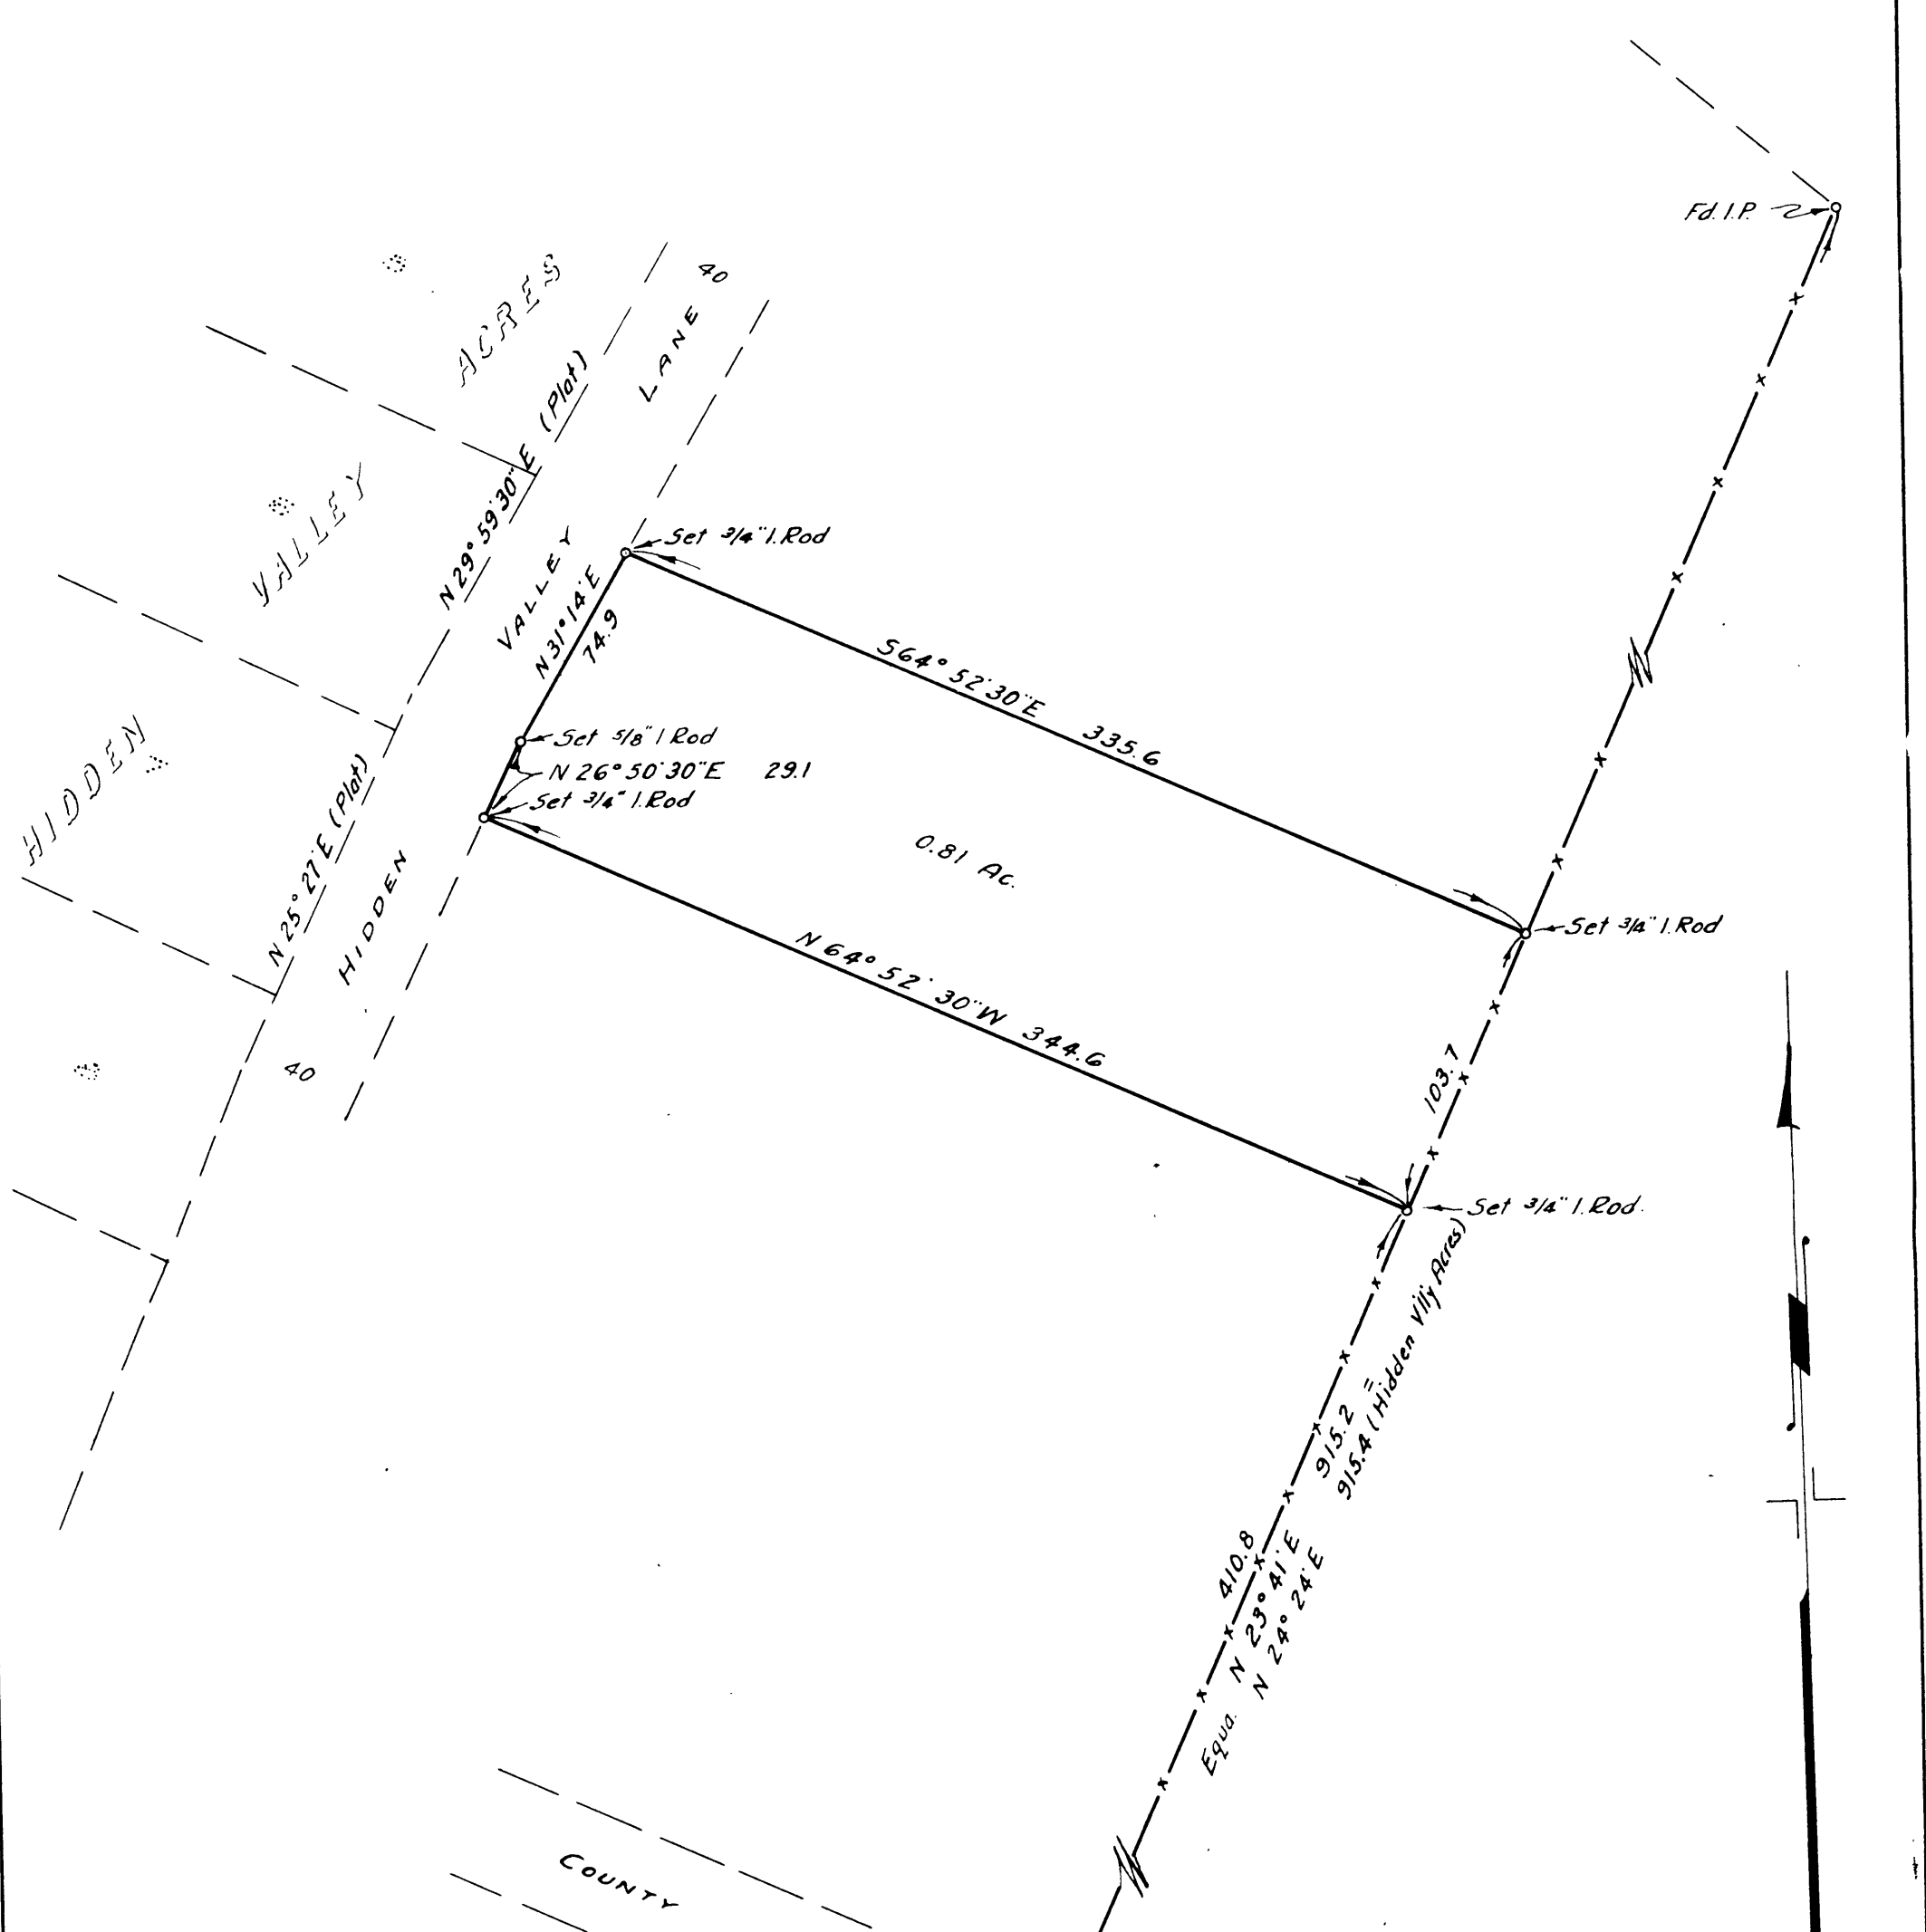 Fd. I.P.
40
ACRES
LANE
N 29° 59' 30" E (Plat)
VALLEY
VALLEY
Set 3/4" I. Rod
N 31° 14' E
74.9
S 64° 52' 30" E 335.6
HIDDEN
Set 5/8" I Rod
N 26° 50' 30" E 29.1
Set 3/4" I. Rod
N 25° 27' E (Plat)
HIDDEN
0.81 Ac.
Set 3/4" I. Rod
N 64° 52' 30" W 344.6
40
103.7
Set 3/4" I. Rod.
410.8
Equa. N 23° 41' E 915.2 =
N 24° 24' E 915.4 (Hidden Vlly Acres)
COUNTY